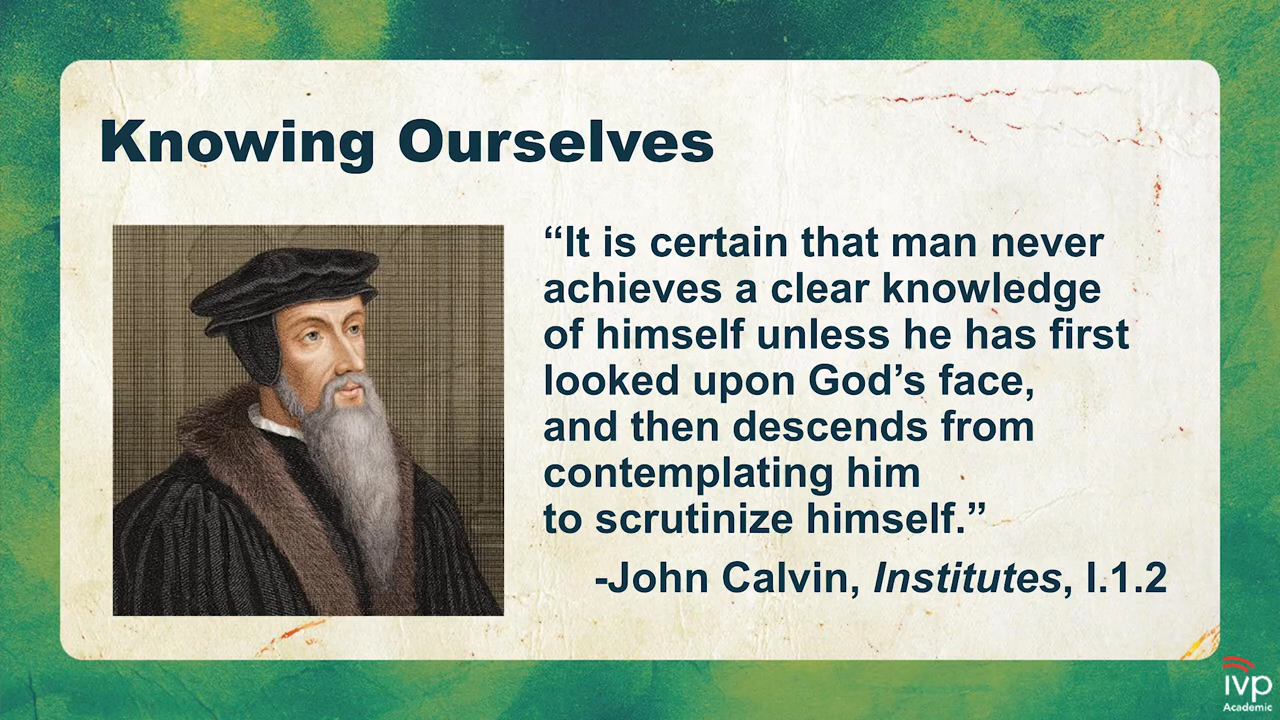 Knowing Ourselves
“It is certain that man never
achieves a clear knowledge
of himself unless he has first
looked upon God’s face,
and then descends from
contemplating him
to scrutinize himself.”
-John Calvin, Institutes, I.1.2
ivp
Academic